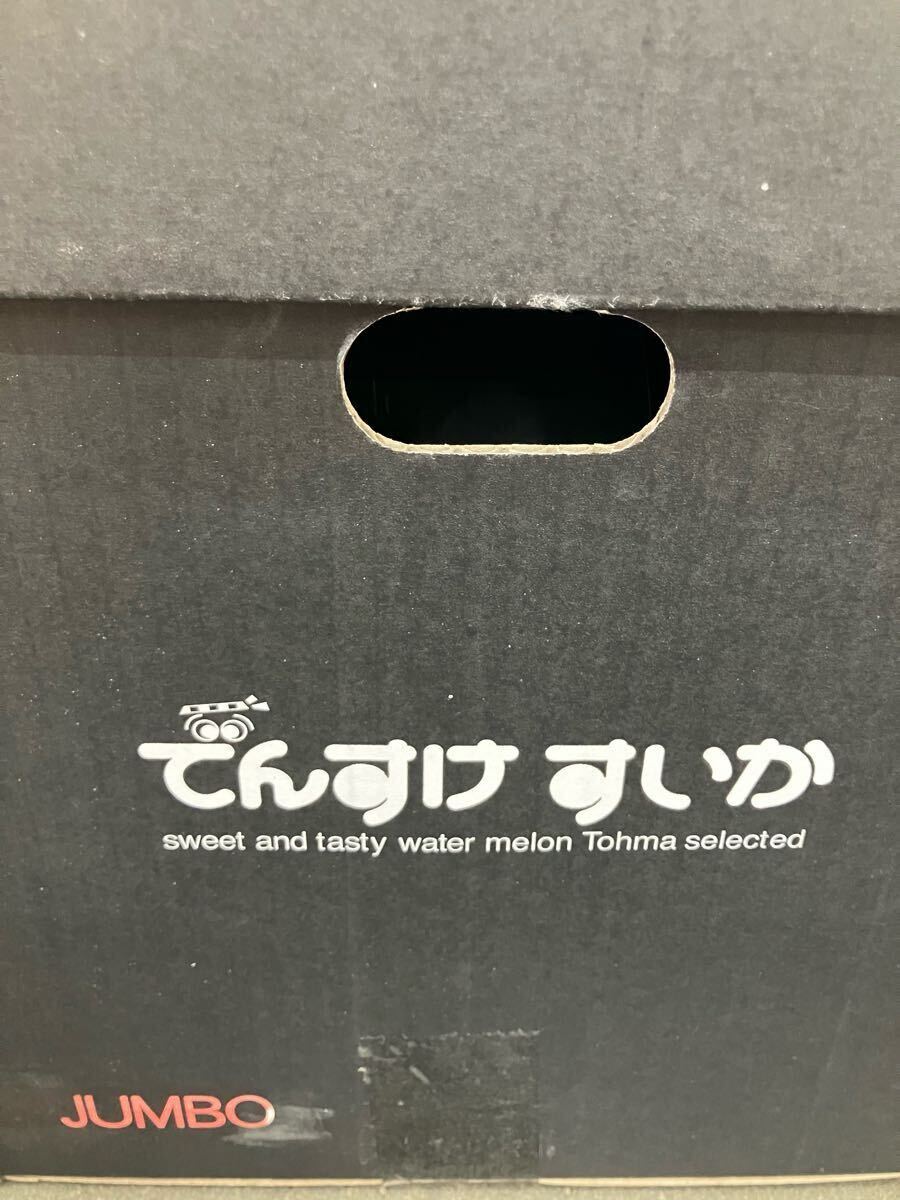 でんすけ すいか
sweet and tasty water melon Tohma selected
JUMBO